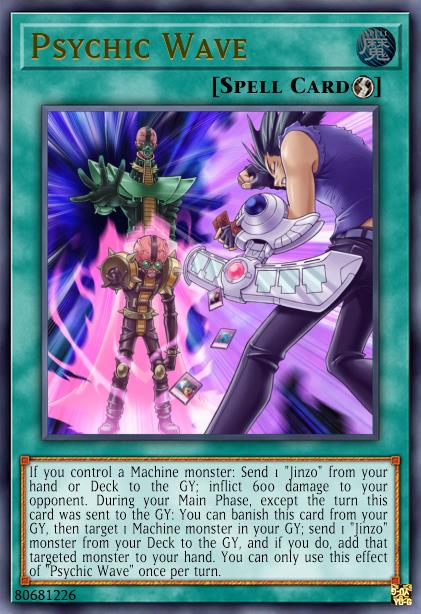 Psychic Wave
魔
[Spell Card]
If you control a Machine monster: Send 1 "Jinzo" from your
hand or Deck to the GY; inflict 600 damage to your
opponent. During your Main Phase, except the turn this
card was sent to the GY: You can banish this card from your
GY, then target 1 Machine monster in your GY; send 1 "Jinzo"
monster from your Deck to the GY, and if you do, add that
targeted monster to your hand. You can only use this effect
of "Psychic Wave" once per turn.
80681226